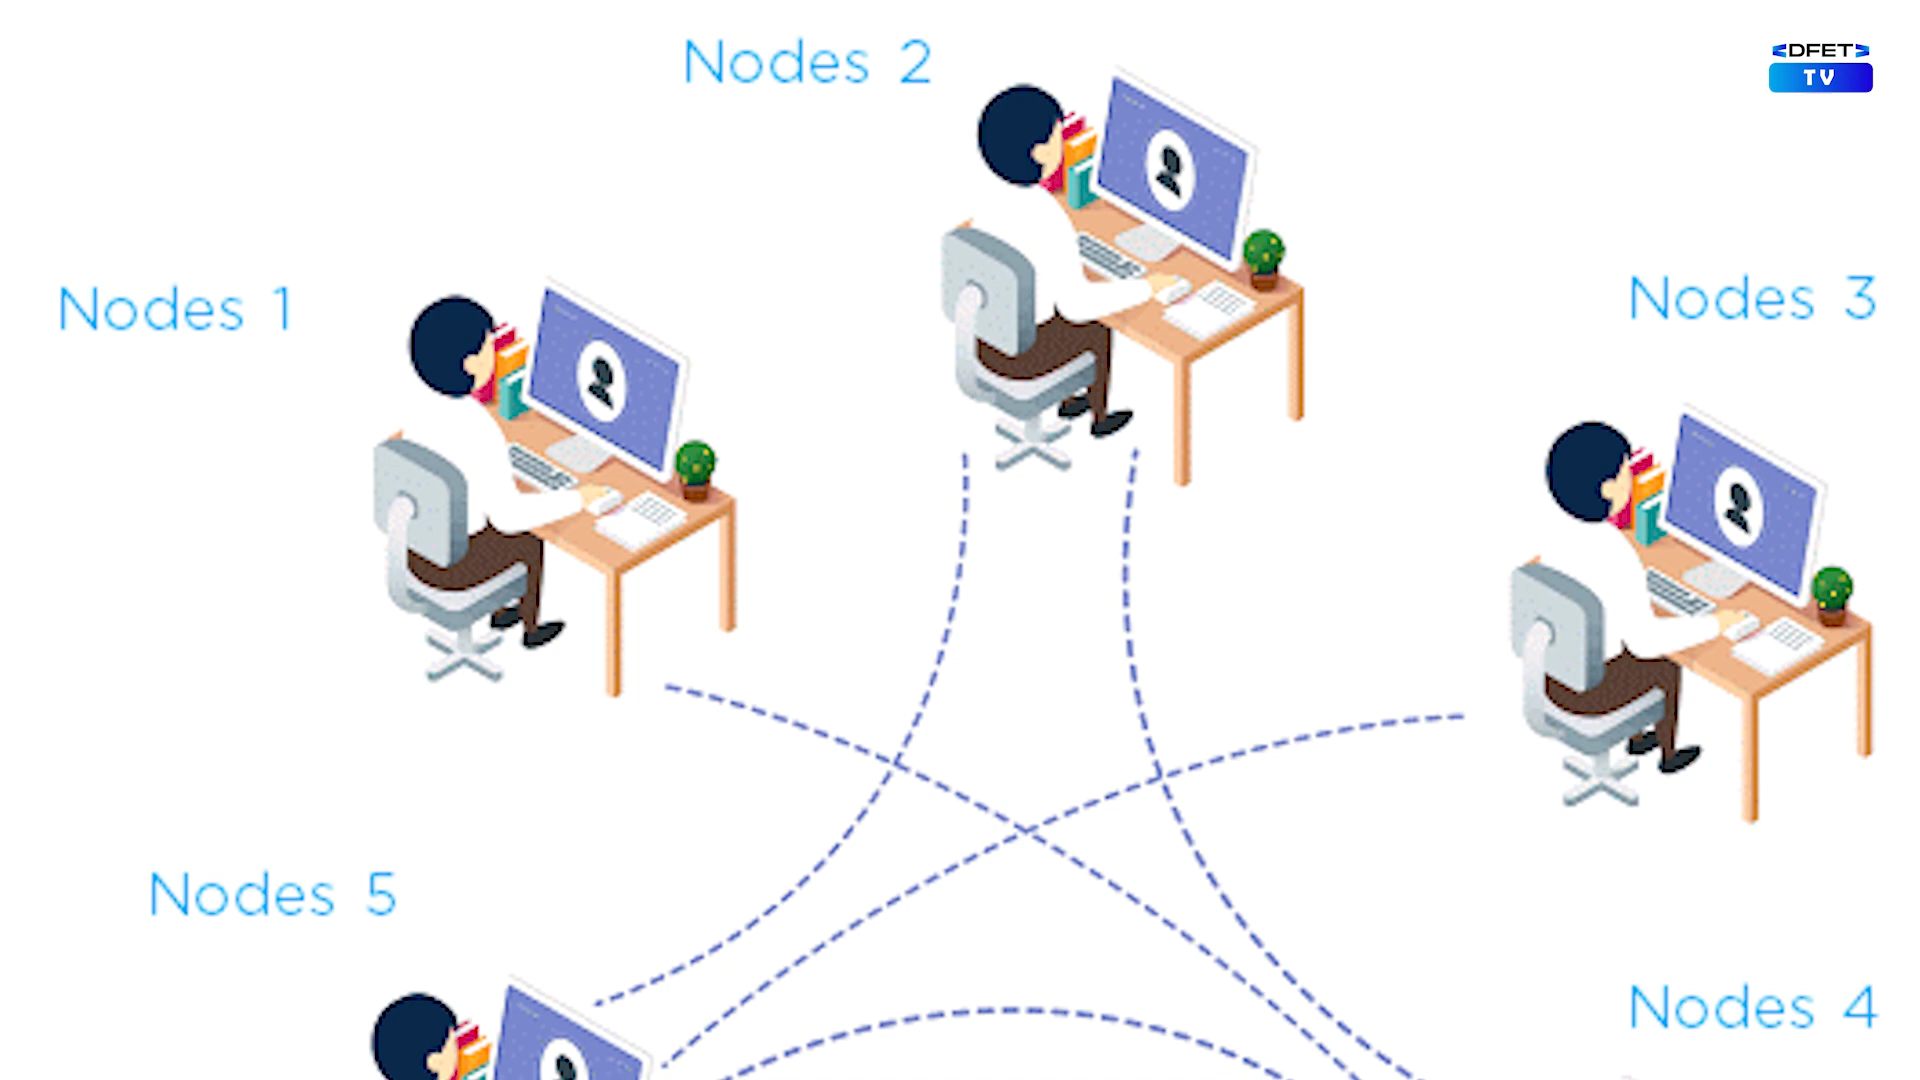 Nodes 2
<DFET>
TV
Nodes 1
Nodes 3
Nodes 5
Nodes 4